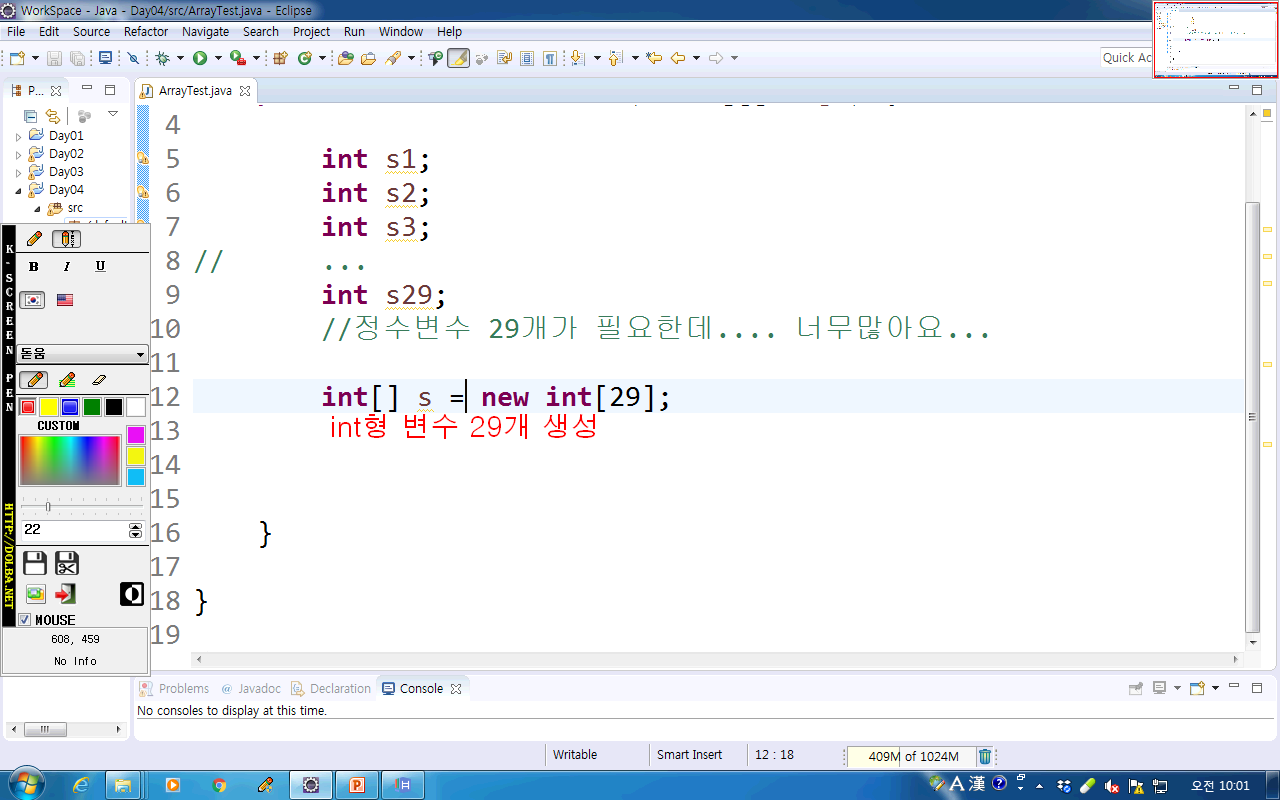 WorkSpace - Java - Day04/src/ArrayTest.java - Eclipse
File Edit Source Refactor Navigate Search Project Run Window Help
Quick Ac
P...
ArrayTest.java
Day01
Day02
Day03
Day04
src
4
5 int s1;
6 int s2;
7 int s3;
8 // ...
9 int s29;
10 //정수변수 29개가 필요한데.... 너무많아요...
11
12 int[] s = new int[29];
13 int형 변수 29개 생성
14
15
16 }
17
18 }
19
K-SCREEN PEN
HTTP://DOLBA.NET
B I U
돋움
CUSTOM
22
MOUSE
608, 459
No Info
Problems @ Javadoc Declaration Console
No consoles to display at this time.
Writable Smart Insert 12 : 18 409M of 1024M
A 漢 오전 10:01